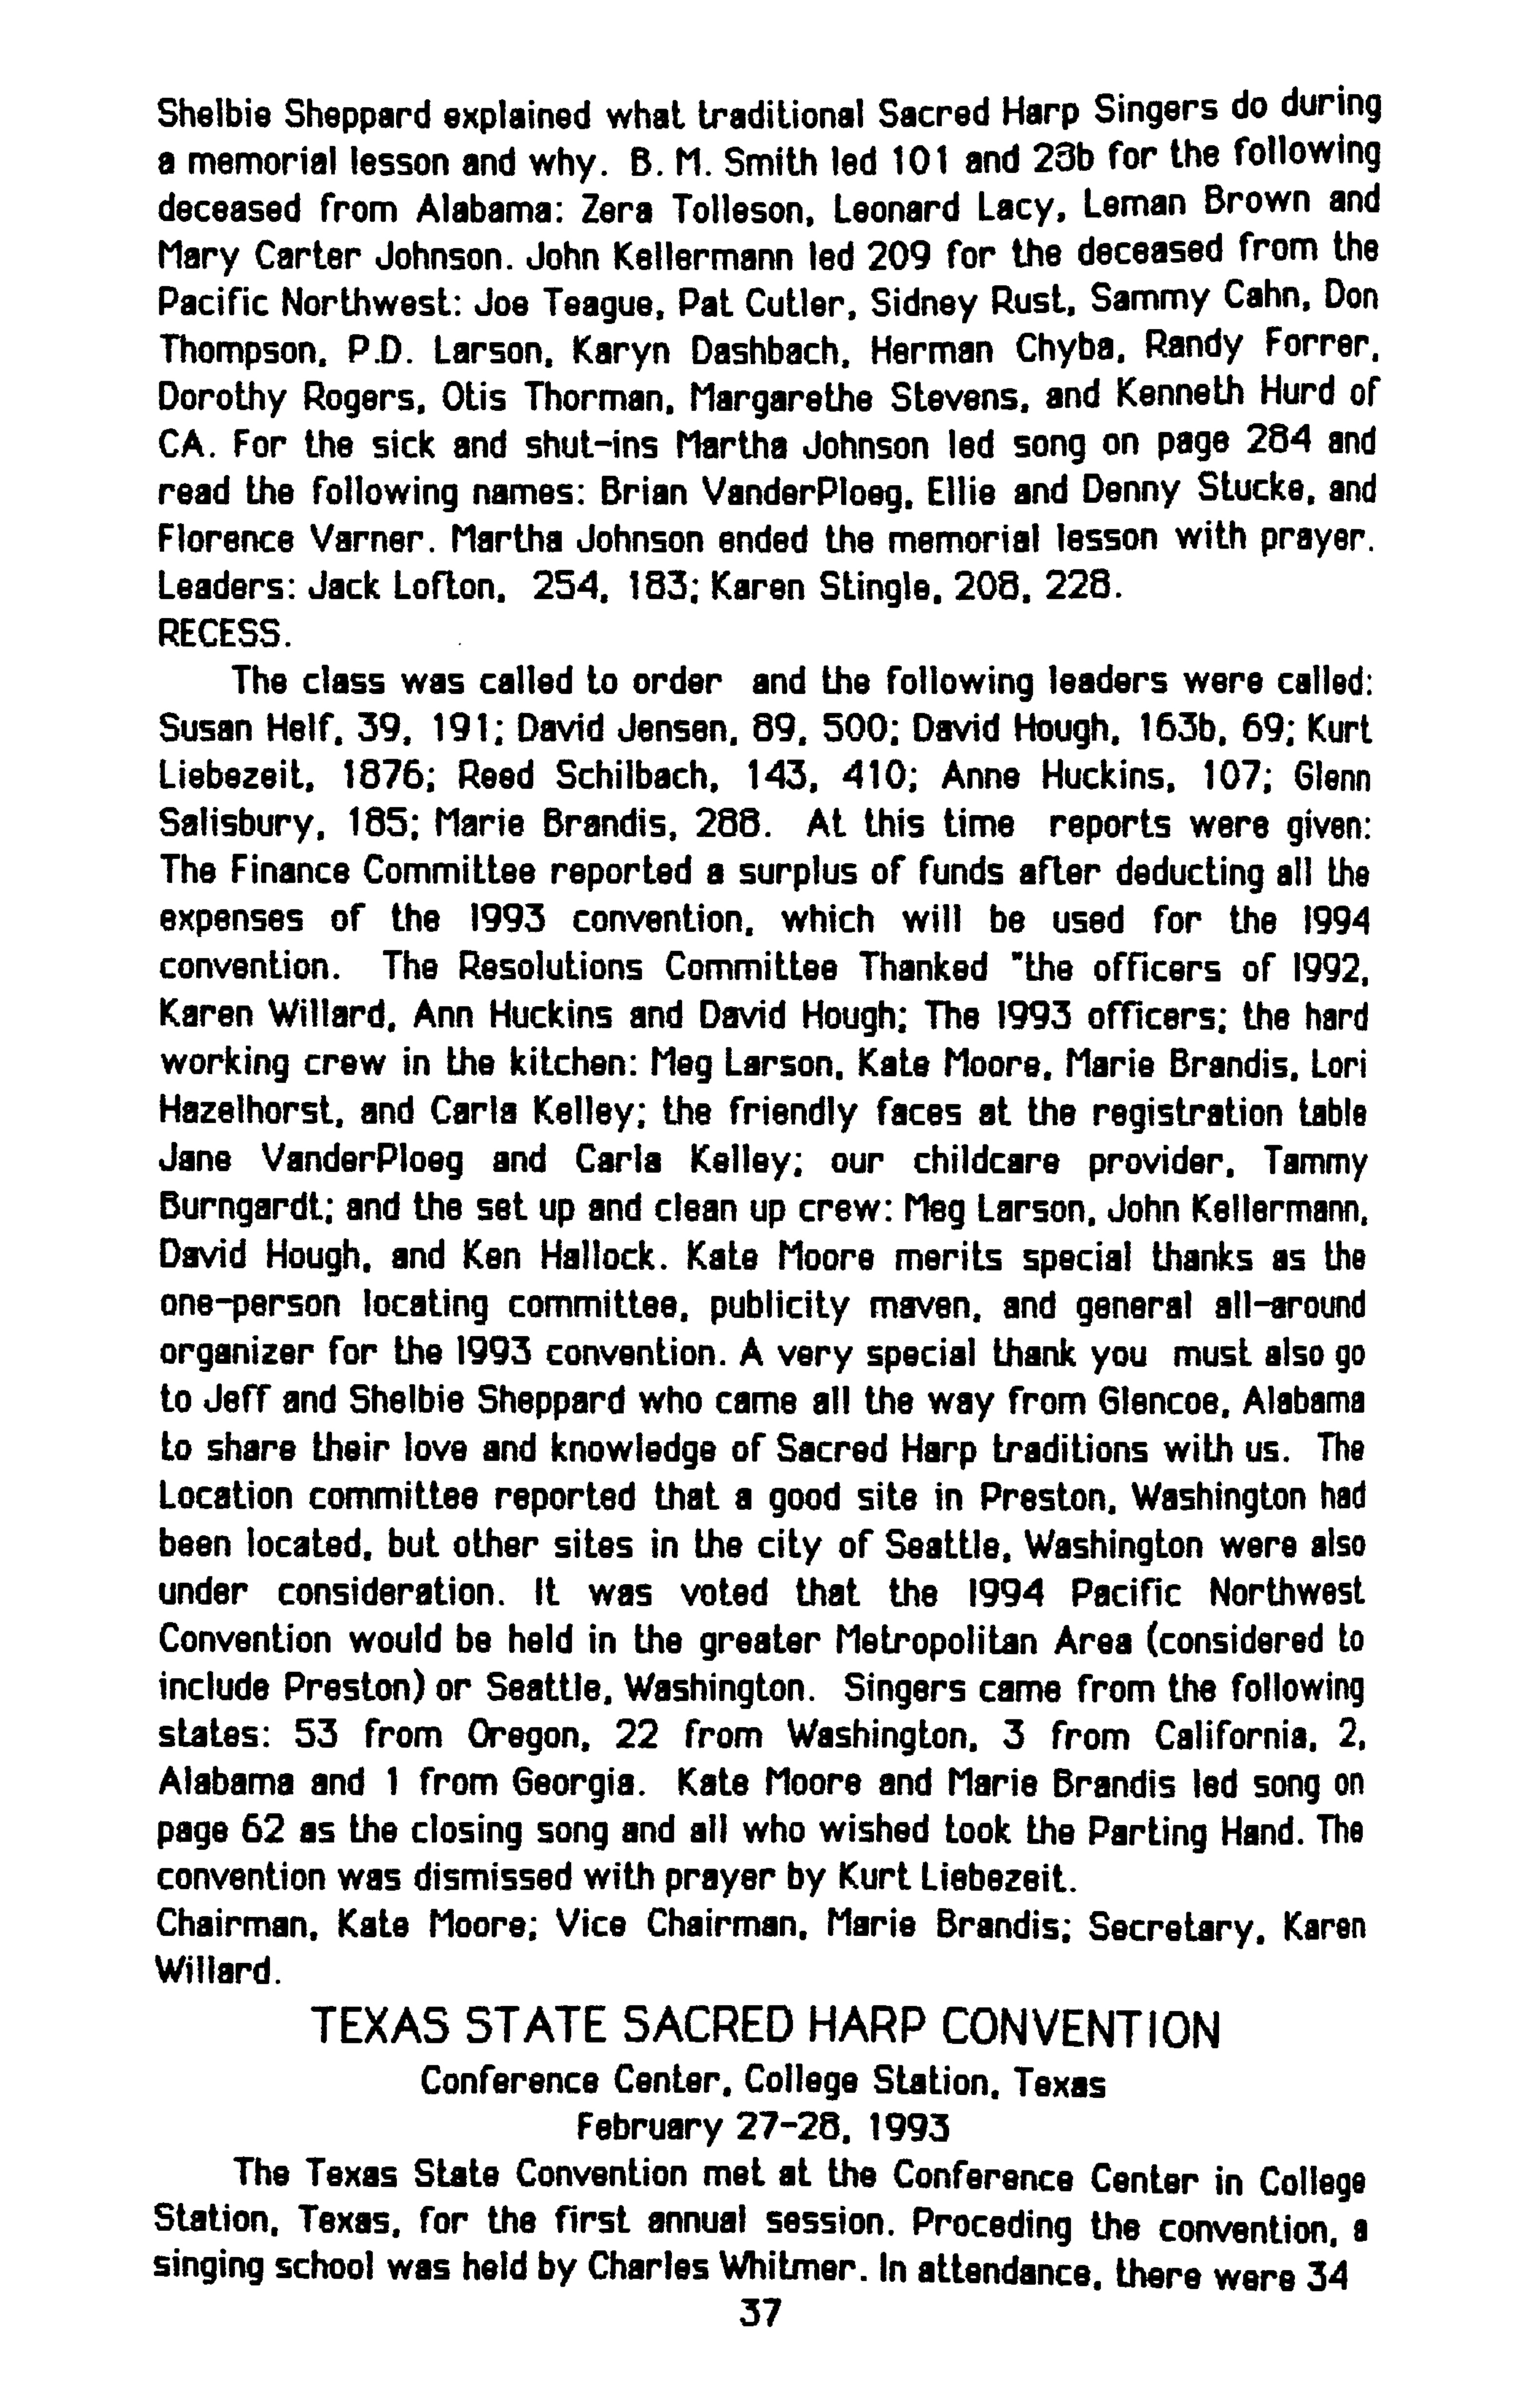 Shelbie Sheppard explained what traditional Sacred Harp Singers do during
a memorial lesson and why. B. M. Smith led 101 and 28b for the following
deceased from Alabama: Zera Tolleson, Leonard Lacy, Leman Brown and
Mary Carter Johnson. John Kellermann led 209 for the deceased from the
Pacific Northwest: Joe Teague, Pat Cutler, Sidney Rust, Sammy Cahn, Don
Thompson, P.D. Larson, Karyn Dashbach, Herman Chyba, Randy Forrer,
Dorothy Rogers, Otis Thorman, Margarethe Stevens, and Kenneth Hurd of
CA. For the sick and shut-ins Martha Johnson led song on page 284 and
read the following names: Brian VanderPloeg, Ellie and Denny Stucke, and
Florence Varner. Martha Johnson ended the memorial lesson with prayer.
Leaders: Jack Lofton, 254, 183; Karen Stingle, 208, 228.
RECESS.
The class was called to order and the following leaders were called:
Susan Helf, 39, 191; David Jensen, 89, 500; David Hough, 163b, 69; Kurt
Liebezeit, 1876; Reed Schilbach, 143, 410; Anne Huckins, 107; Glenn
Salisbury, 185; Marie Brandis, 288. At this time reports were given:
The Finance Committee reported a surplus of funds after deducting all the
expenses of the 1993 convention, which will be used for the 1994
convention. The Resolutions Committee Thanked "the officers of 1992,
Karen Willard, Ann Huckins and David Hough; The 1993 officers; the hard
working crew in the kitchen: Meg Larson, Kate Moore, Marie Brandis, Lori
Hazelhorst, and Carla Kelley; the friendly faces at the registration table
Jane VanderPloeg and Carla Kelley; our childcare provider, Tammy
Burngardt; and the set up and clean up crew: Meg Larson, John Kellermann,
David Hough, and Ken Hallock. Kate Moore merits special thanks as the
one-person locating committee, publicity maven, and general all-around
organizer for the 1993 convention. A very special thank you must also go
to Jeff and Shelbie Sheppard who came all the way from Glencoe, Alabama
to share their love and knowledge of Sacred Harp traditions with us. The
Location committee reported that a good site in Preston, Washington had
been located, but other sites in the city of Seattle, Washington were also
under consideration. It was voted that the 1994 Pacific Northwest
Convention would be held in the greater Metropolitan Area (considered to
include Preston) or Seattle, Washington. Singers came from the following
states: 53 from Oregon, 22 from Washington, 3 from California, 2,
Alabama and 1 from Georgia. Kate Moore and Marie Brandis led song on
page 62 as the closing song and all who wished took the Parting Hand. The
convention was dismissed with prayer by Kurt Liebezeit.
Chairman, Kate Moore; Vice Chairman, Marie Brandis; Secretary, Karen
Willard.
TEXAS STATE SACRED HARP CONVENTION
Conference Center, College Station, Texas
February 27-28, 1993
The Texas State Convention met at the Conference Center in College
Station, Texas, for the first annual session. Proceding the convention, a
singing school was held by Charles Whitmer. In attendance, there were 34
37